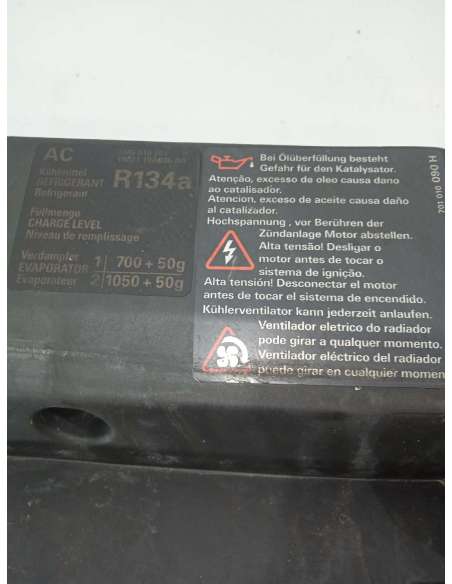 AC
Kühlmittel
REFRIGERANT R134a
Refrigerant
Füllmenge
CHARGE LEVEL
Niveau de remplissage
Verdampfer
EVAPORATOR 1 700 + 50g
Evaporateur 2 1050 + 50g
Bei Ölüberfüllung besteht
Gefahr für den Katalysator.
Atenção, excesso de oleo causa dano
ao catalisador.
Atencion, exceso de aceite causa daño
al catalizador.
Hochspannung , vor Berühren der
Zündanlage Motor abstellen.
Alta tensão! Desligar o
motor antes de tocar o
sistema de ignição.
Alta tensión! Desconectar el motor
antes de tocar el sistema de encendido.
Kühlerventilator kann jederzeit anlaufen.
Ventilador eletrico do radiador
pode girar a qualquer momento.
Ventilador eléctrico del radiador
puede girar en cualquier momen
701 010 090 H